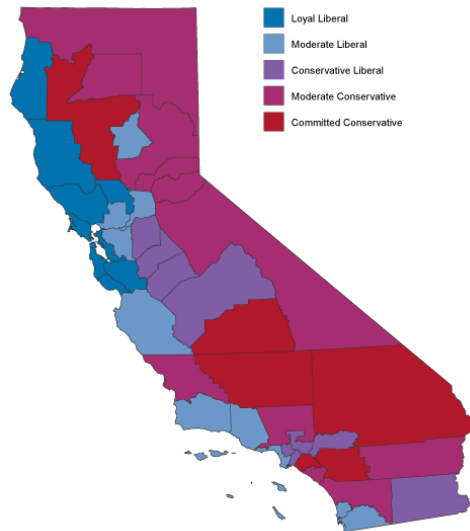 Loyal Liberal
Moderate Liberal
Conservative Liberal
Moderate Conservative
Committed Conservative